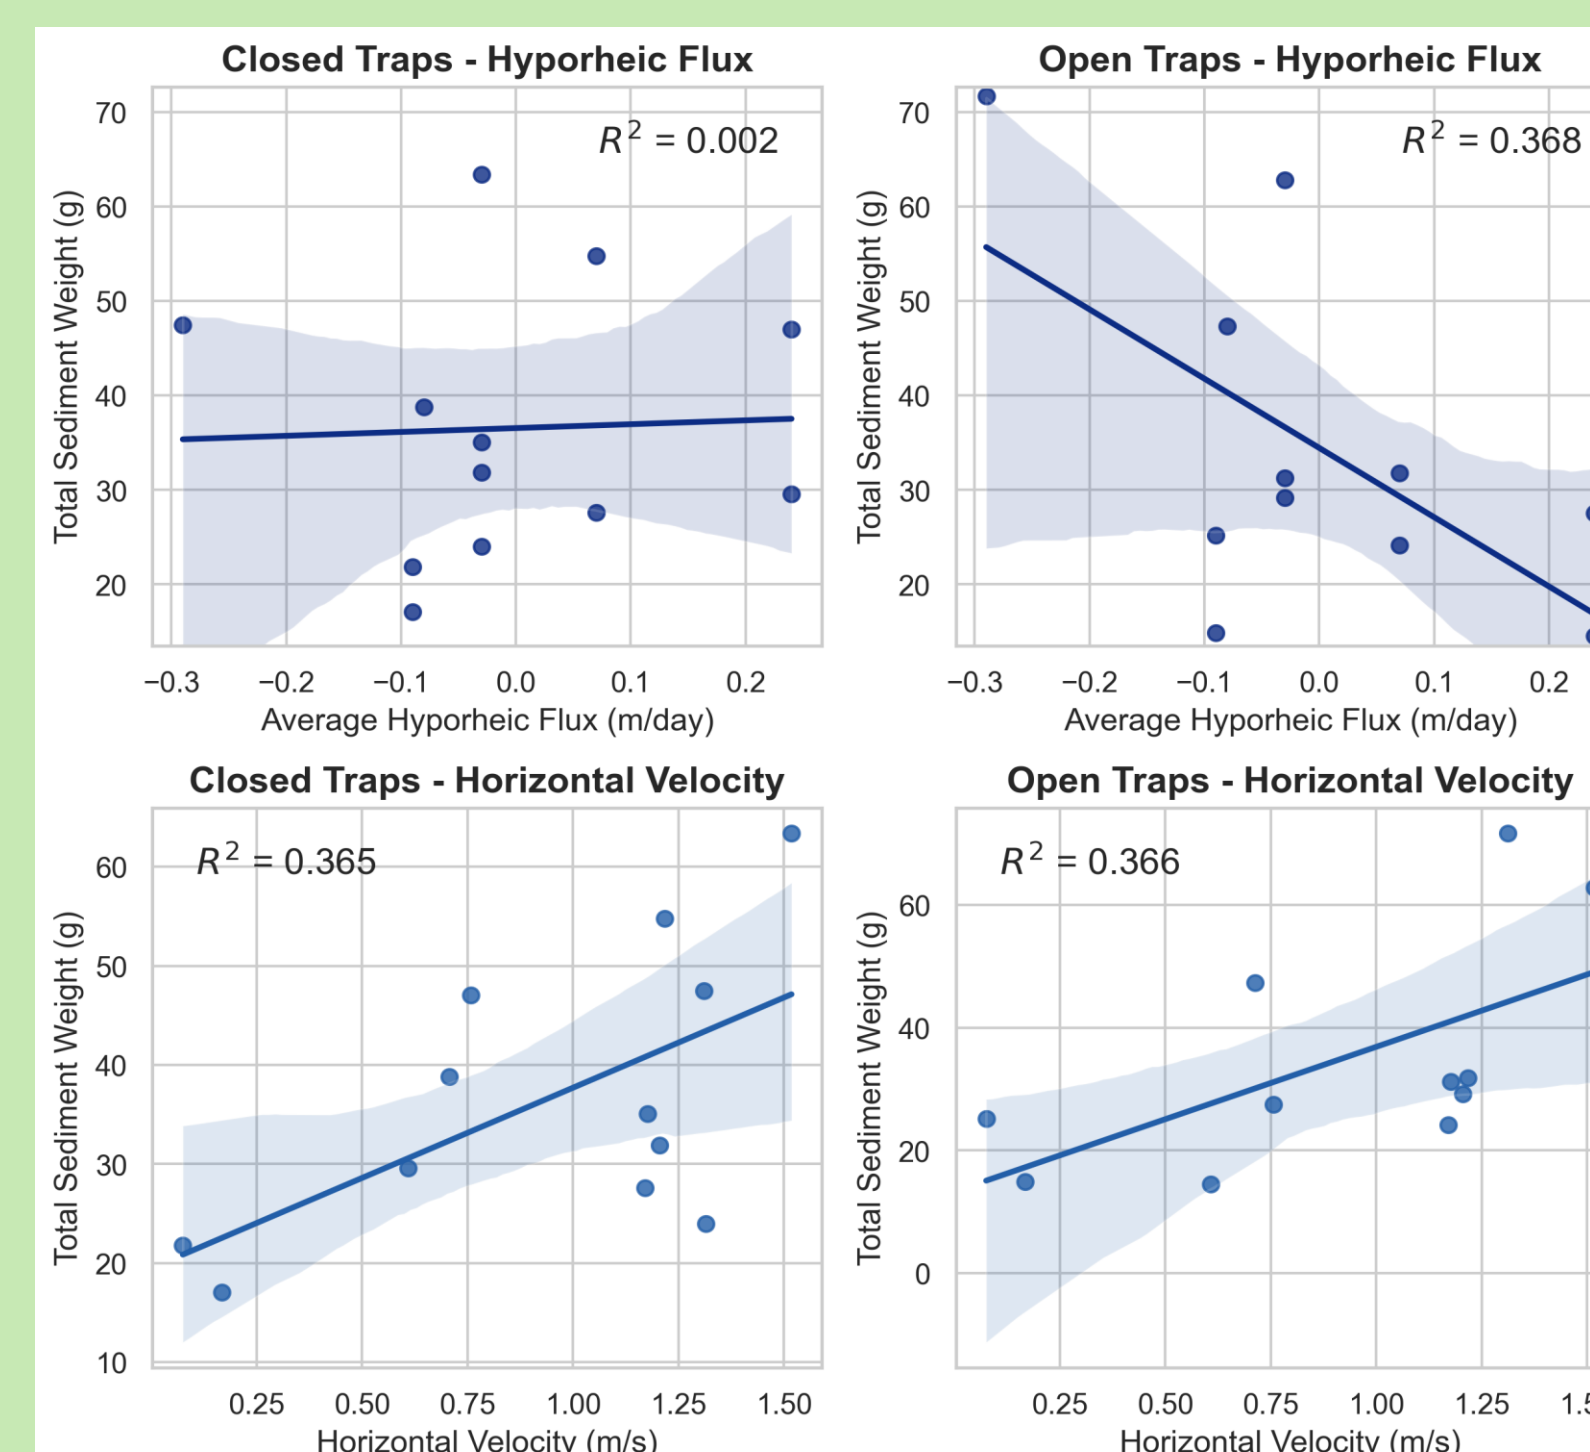 Closed Traps - Hyporheic Flux
70
60
50
40
30
20
Total Sediment Weight (g)
R² = 0.002
−0.3 −0.2 −0.1 0.0 0.1 0.2
Average Hyporheic Flux (m/day)
Open Traps - Hyporheic Flux
70
60
50
40
30
20
Total Sediment Weight (g)
R² = 0.368
−0.3 −0.2 −0.1 0.0 0.1 0.2
Average Hyporheic Flux (m/day)
Closed Traps - Horizontal Velocity
60
50
40
30
20
10
Total Sediment Weight (g)
R² = 0.365
0.25 0.50 0.75 1.00 1.25 1.50
Horizontal Velocity (m/s)
Open Traps - Horizontal Velocity
60
40
20
0
Total Sediment Weight (g)
R² = 0.366
0.25 0.50 0.75 1.00 1.25
Horizontal Velocity (m/s)